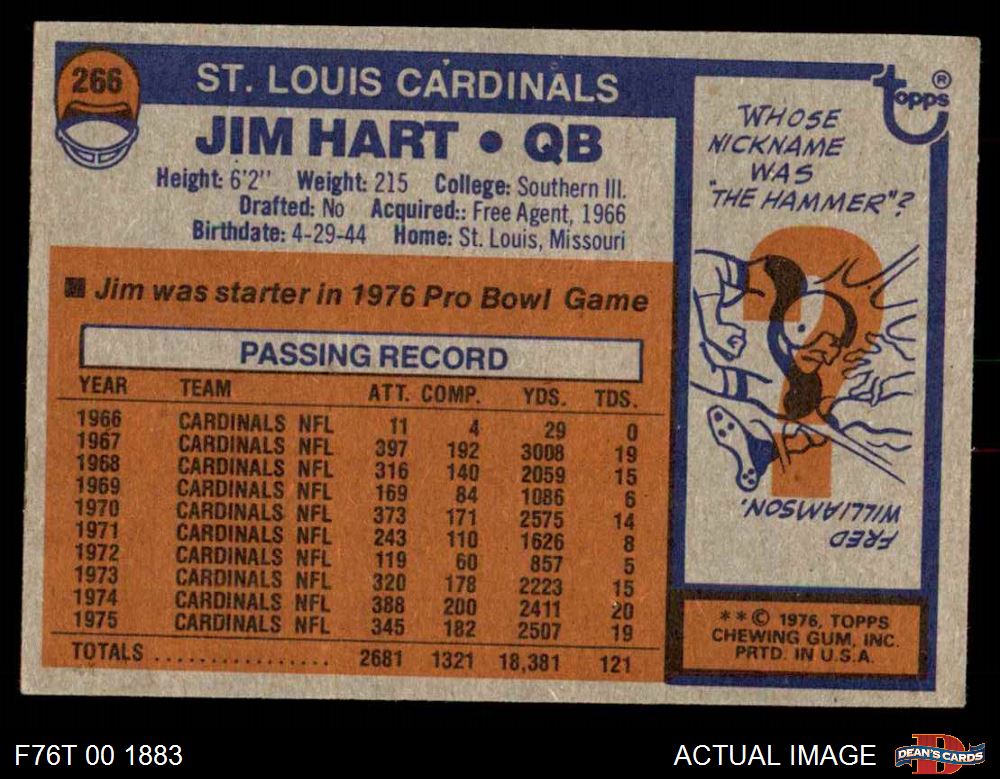 266
ST. LOUIS CARDINALS
JIM HART • QB
Height: 6'2" Weight: 215 College: Southern Ill.
Drafted: No Acquired:: Free Agent, 1966
Birthdate: 4-29-44 Home: St. Louis, Missouri
■ Jim was starter in 1976 Pro Bowl Game
PASSING RECORD
YEAR TEAM ATT. COMP. YDS. TDS.
1966 CARDINALS NFL 11 4 29 0
1967 CARDINALS NFL 397 192 3008 19
1968 CARDINALS NFL 316 140 2059 15
1969 CARDINALS NFL 169 84 1086 6
1970 CARDINALS NFL 373 171 2575 14
1971 CARDINALS NFL 243 110 1626 8
1972 CARDINALS NFL 119 60 857 5
1973 CARDINALS NFL 320 178 2223 15
1974 CARDINALS NFL 388 200 2411 20
1975 CARDINALS NFL 345 182 2507 19
TOTALS ................ 2681 1321 18,381 121
topps ®
WHOSE
NICKNAME
WAS
"THE HAMMER"?
?
FRED
WILLIAMSON.
**© 1976, TOPPS
CHEWING GUM, INC.
PRTD. IN U.S.A.
F76T 00 1883
ACTUAL IMAGE
D
DEAN'S CARDS